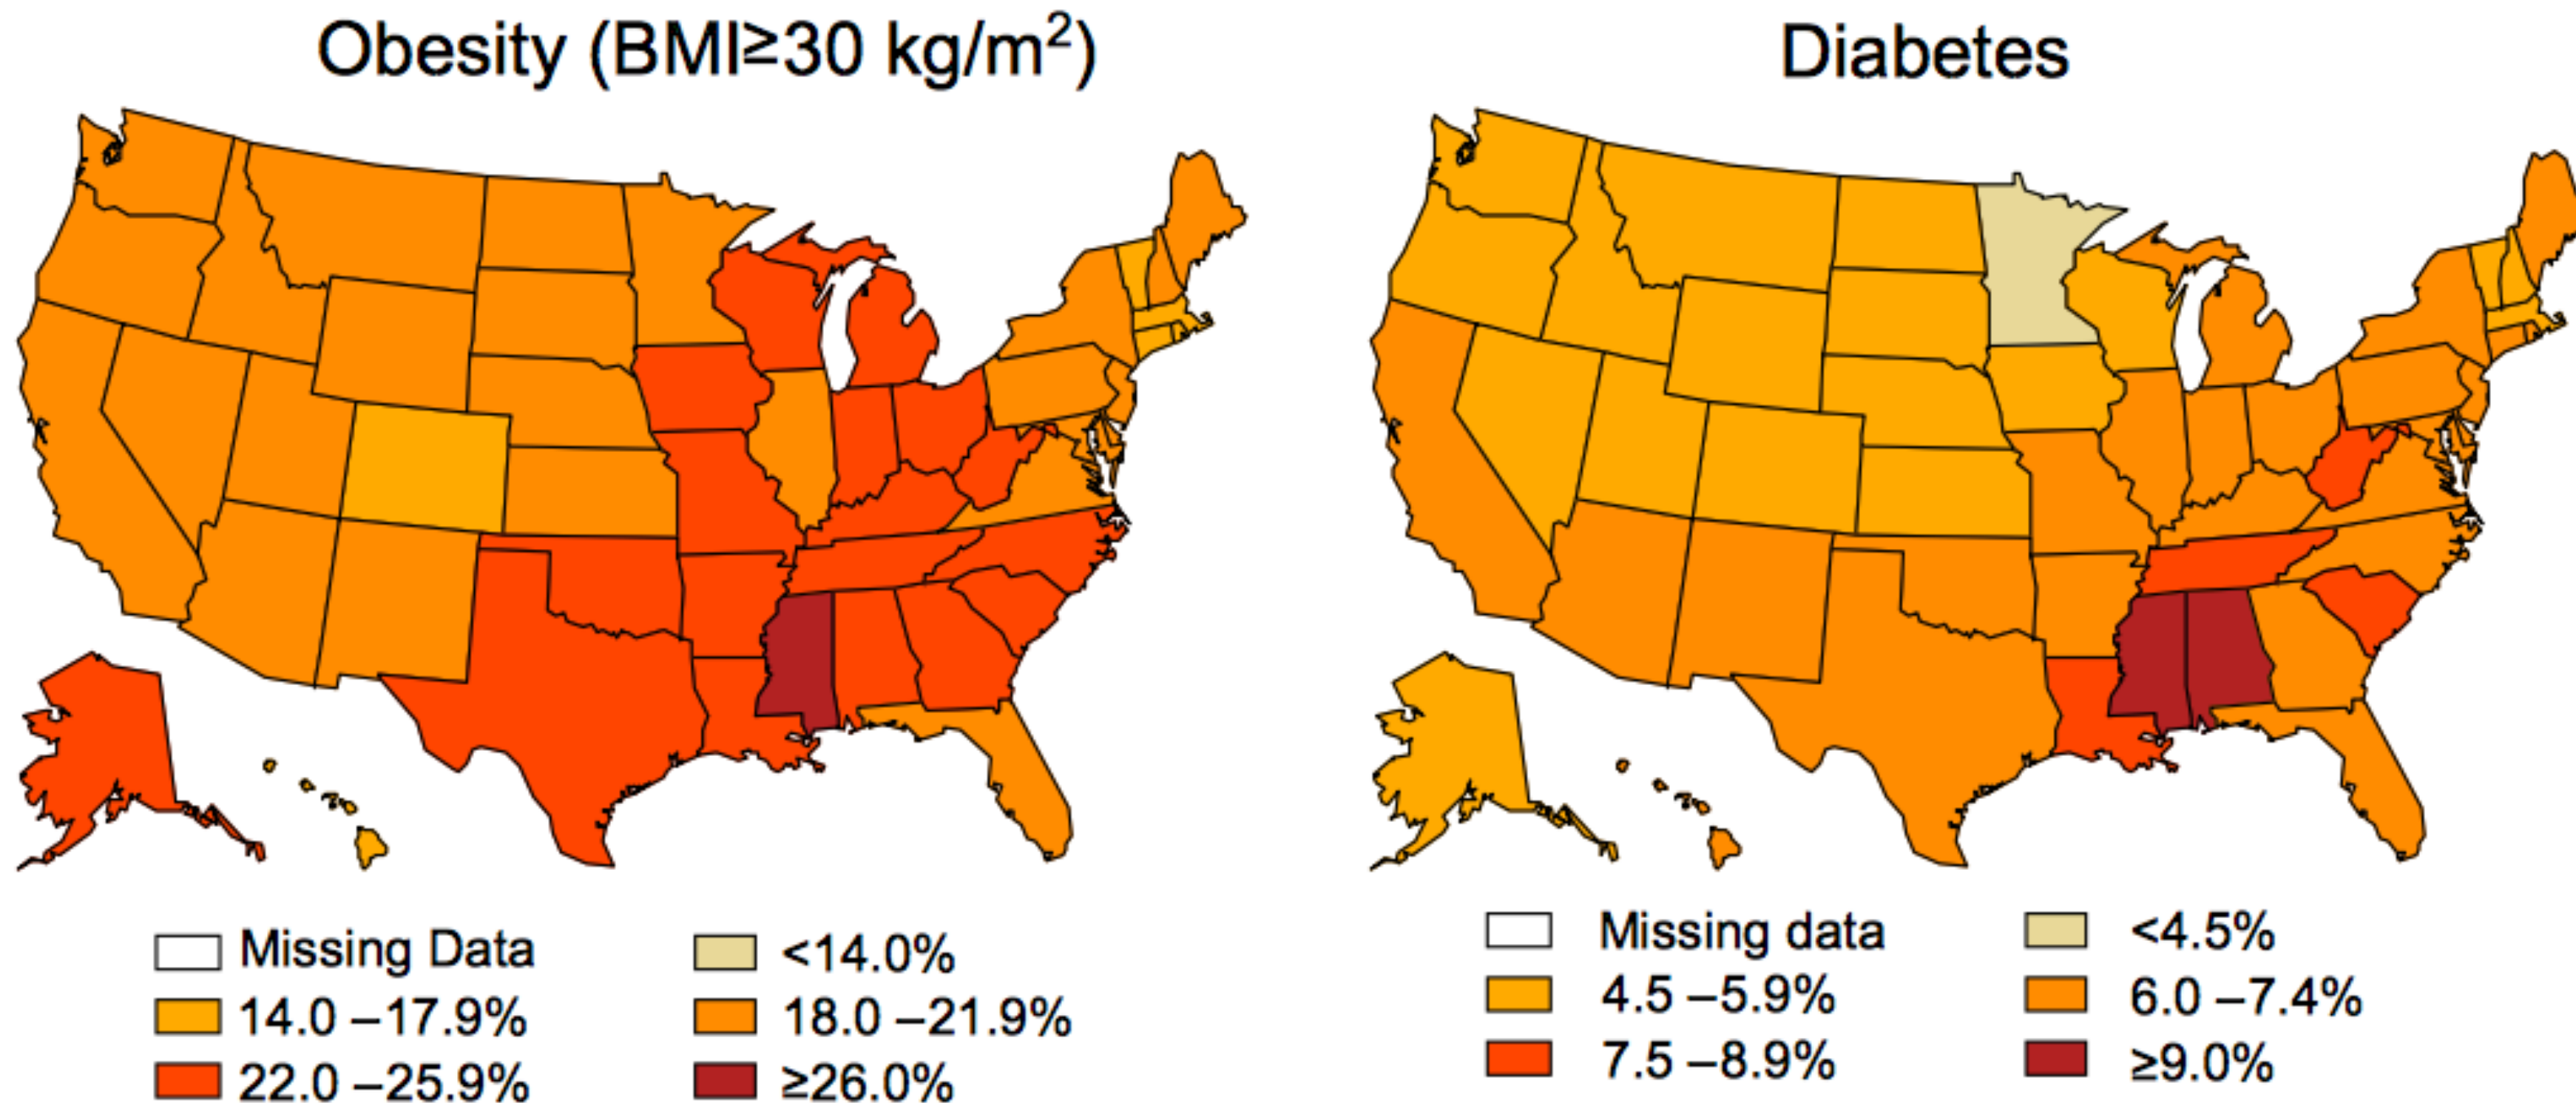 Obesity (BMI≥30 kg/m²)
Diabetes
Missing Data
<14.0%
14.0 –17.9%
18.0 –21.9%
22.0 –25.9%
≥26.0%
Missing data
<4.5%
4.5 –5.9%
6.0 –7.4%
7.5 –8.9%
≥9.0%